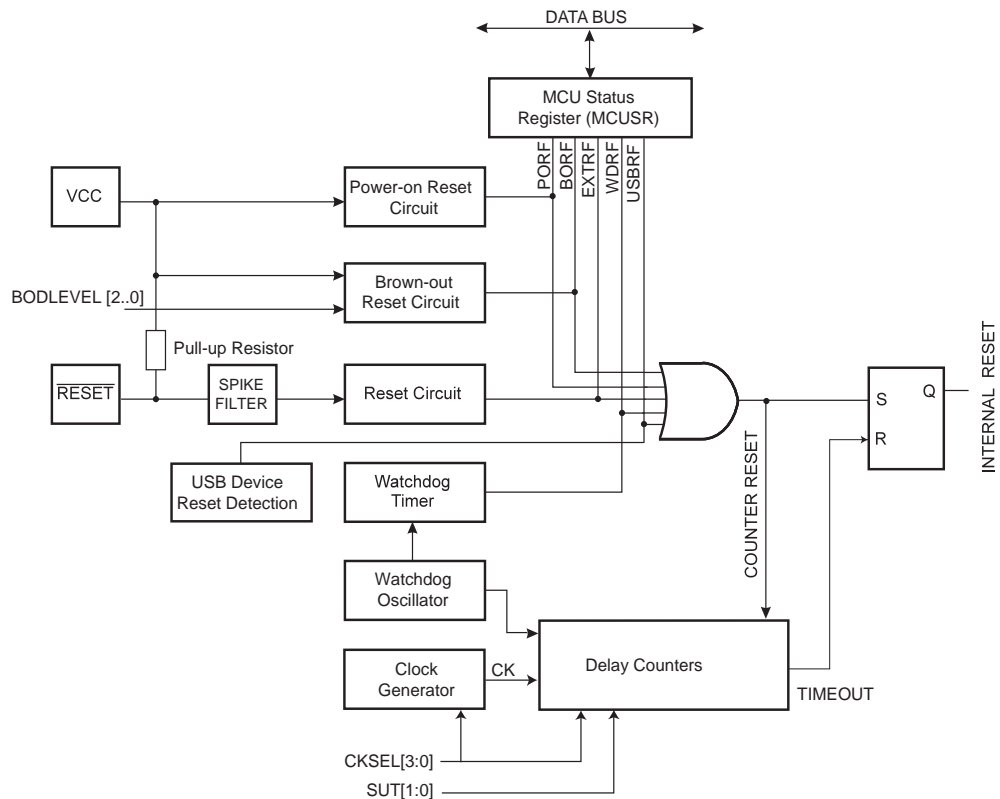 DATA BUS
MCU Status
Register (MCUSR)
PORF
BORF
EXTRF
WDRF
USBRF
VCC
Power-on Reset
Circuit
BODLEVEL [2..0]
Brown-out
Reset Circuit
Pull-up Resistor
RESET
SPIKE
FILTER
Reset Circuit
S
Q
R
INTERNAL RESET
USB Device
Reset Detection
Watchdog
Timer
COUNTER RESET
Watchdog
Oscillator
Clock
Generator
CK
Delay Counters
TIMEOUT
CKSEL[3:0]
SUT[1:0]